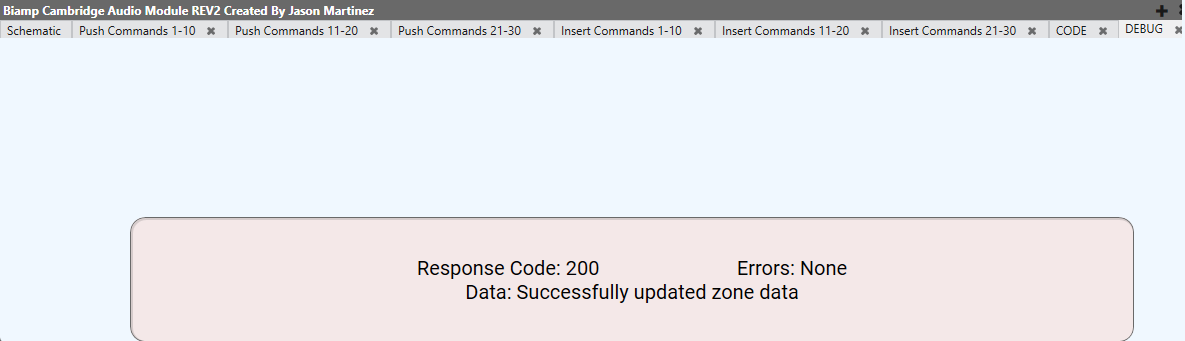 Biamp Cambridge Audio Module REV2 Created By Jason Martinez
Schematic Push Commands 1-10 Push Commands 11-20 Push Commands 21-30 Insert Commands 1-10 Insert Commands 11-20 Insert Commands 21-30 CODE DEBUG
Response Code: 200 Errors: None
Data: Successfully updated zone data